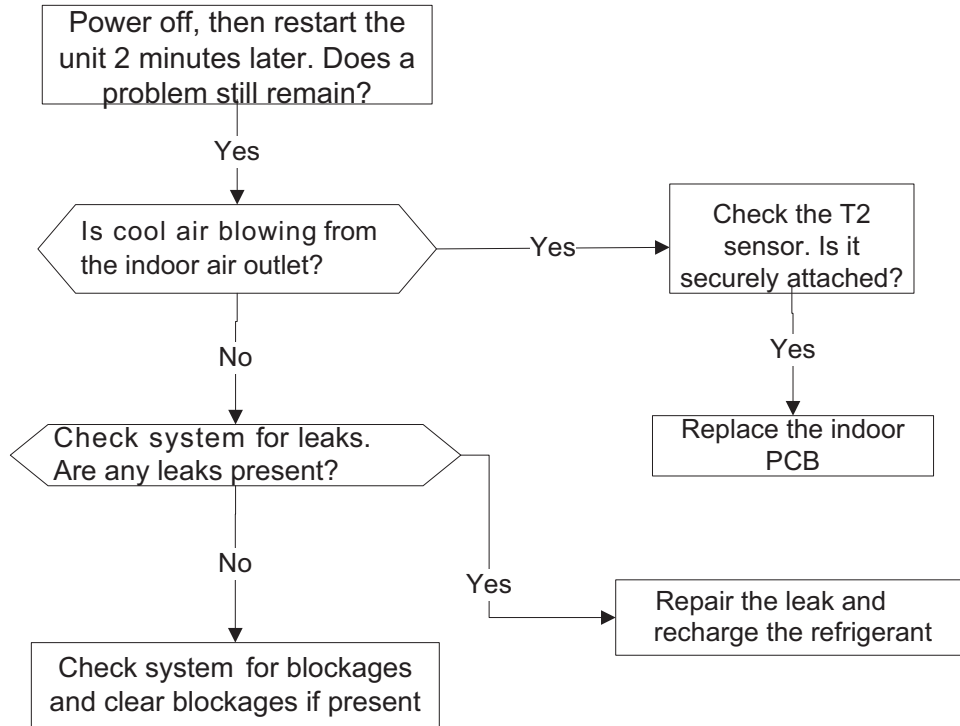 Power off, then restart the
unit 2 minutes later. Does a
problem still remain?
Yes
Is cool air blowing from
the indoor air outlet?
Yes
Check the T2
sensor. Is it
securely attached?
Yes
Replace the indoor
PCB
No
Check system for leaks.
Are any leaks present?
No
Yes
Repair the leak and
recharge the refrigerant
Check system for blockages
and clear blockages if present